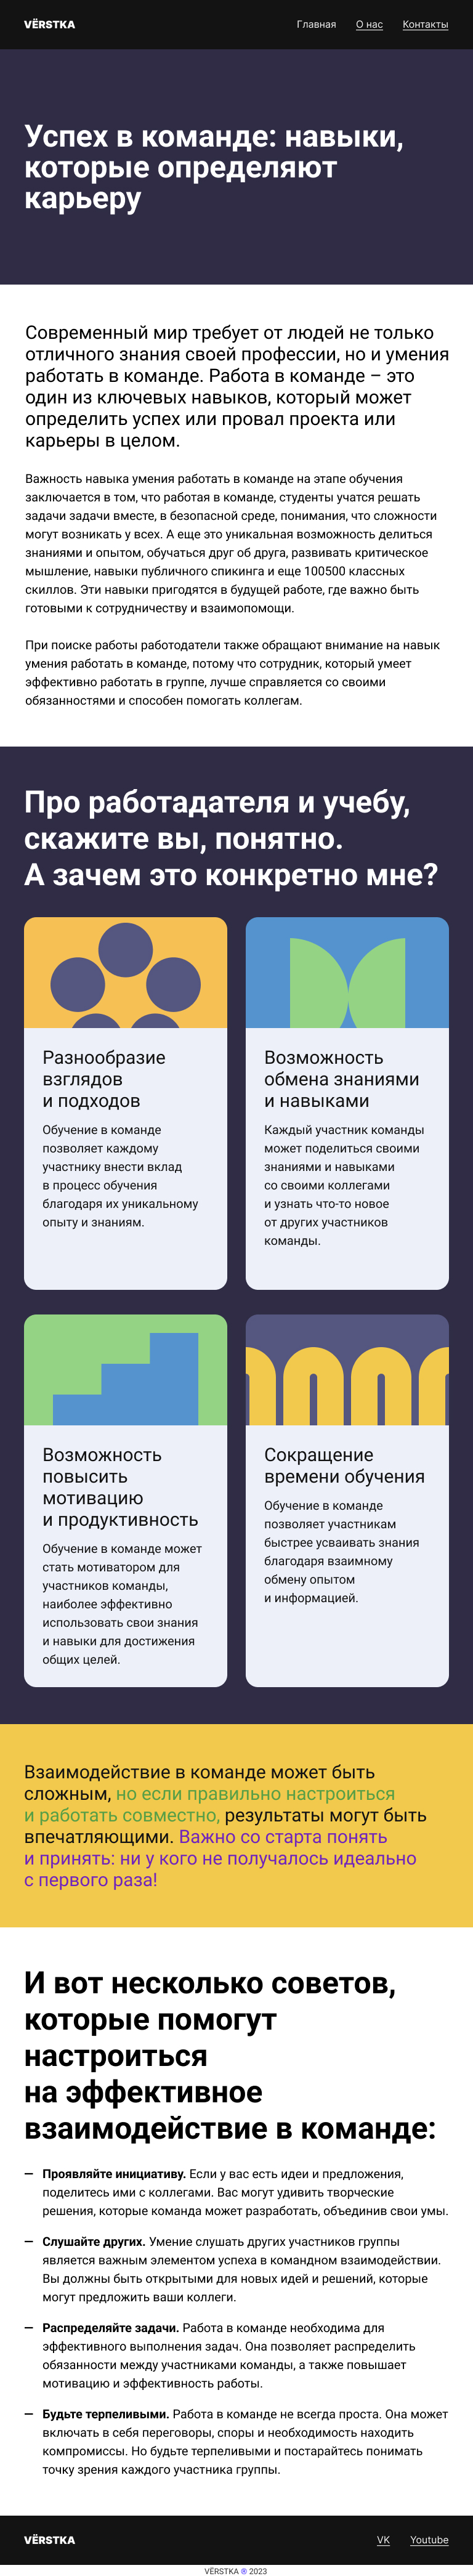 VËRSTKA
Главная О нас Контакты
Успех в команде: навыки,
которые определяют
карьеру
Современный мир требует от людей не только
отличного знания своей профессии, но и умения
работать в команде. Работа в команде – это
один из ключевых навыков, который может
определить успех или провал проекта или
карьеры в целом.
Важность навыка умения работать в команде на этапе обучения
заключается в том, что работая в команде, студенты учатся решать
задачи задачи вместе, в безопасной среде, понимания, что сложности
могут возникать у всех. А еще это уникальная возможность делиться
знаниями и опытом, обучаться друг об друга, развивать критическое
мышление, навыки публичного спикинга и еще 100500 классных
скиллов. Эти навыки пригодятся в будущей работе, где важно быть
готовыми к сотрудничеству и взаимопомощи.
При поиске работы работодатели также обращают внимание на навык
умения работать в команде, потому что сотрудник, который умеет
эффективно работать в группе, лучше справляется со своими
обязанностями и способен помогать коллегам.
Про работадателя и учебу,
скажите вы, понятно.
А зачем это конкретно мне?
Разнообразие
взглядов
и подходов
Обучение в команде
позволяет каждому
участнику внести вклад
в процесс обучения
благодаря их уникальному
опыту и знаниям.
Возможность
обмена знаниями
и навыками
Каждый участник команды
может поделиться своими
знаниями и навыками
со своими коллегами
и узнать что-то новое
от других участников
команды.
Возможность
повысить
мотивацию
и продуктивность
Обучение в команде может
стать мотиватором для
участников команды,
наиболее эффективно
использовать свои знания
и навыки для достижения
общих целей.
Сокращение
времени обучения
Обучение в команде
позволяет участникам
быстрее усваивать знания
благодаря взаимному
обмену опытом
и информацией.
Взаимодействие в команде может быть
сложным, но если правильно настроиться
и работать совместно, результаты могут быть
впечатляющими. Важно со старта понять
и принять: ни у кого не получалось идеально
с первого раза!
И вот несколько советов,
которые помогут
настроиться
на эффективное
взаимодействие в команде:
— Проявляйте инициативу. Если у вас есть идеи и предложения,
поделитесь ими с коллегами. Вас могут удивить творческие
решения, которые команда может разработать, объединив свои умы.
— Слушайте других. Умение слушать других участников группы
является важным элементом успеха в командном взаимодействии.
Вы должны быть открытыми для новых идей и решений, которые
могут предложить ваши коллеги.
— Распределяйте задачи. Работа в команде необходима для
эффективного выполнения задач. Она позволяет распределить
обязанности между участниками команды, а также повышает
мотивацию и эффективность работы.
— Будьте терпеливыми. Работа в команде не всегда проста. Она может
включать в себя переговоры, споры и необходимость находить
компромиссы. Но будьте терпеливыми и постарайтесь понимать
точку зрения каждого участника группы.
VËRSTKA
VK Youtube
VËRSTKA ® 2023